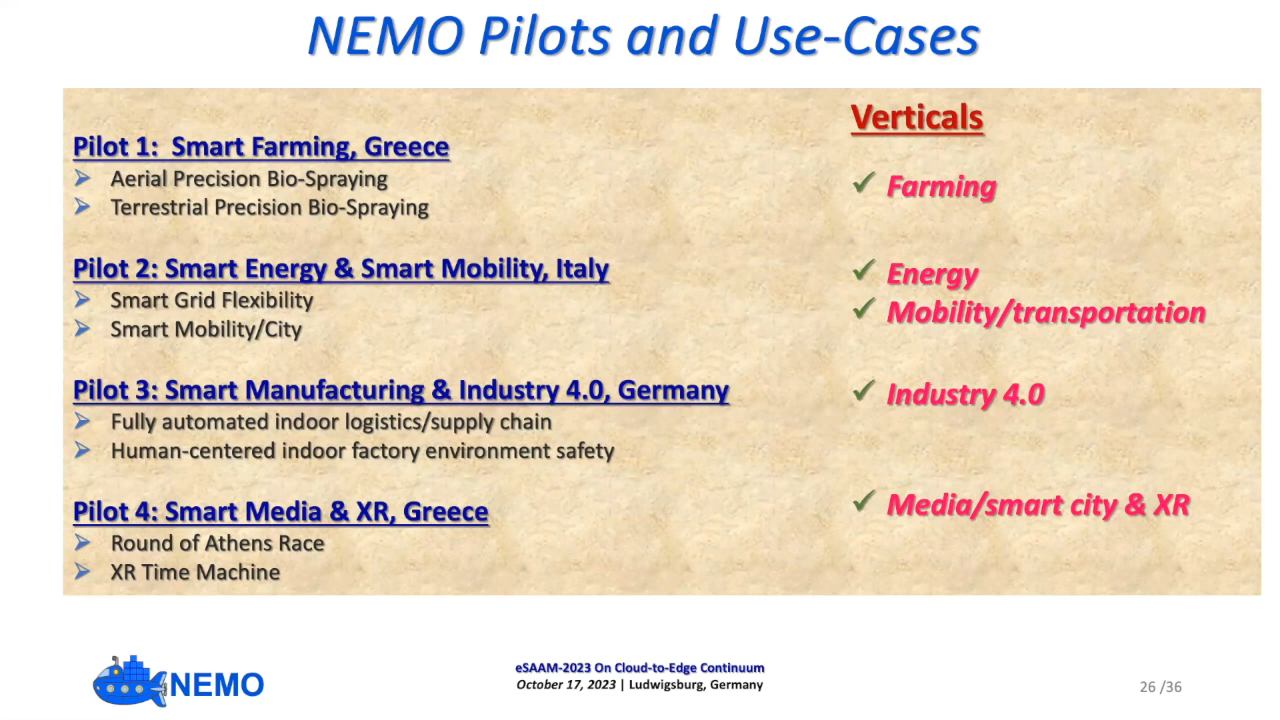 NEMO Pilots and Use-Cases
Pilot 1: Smart Farming, Greece
Aerial Precision Bio-Spraying
Terrestrial Precision Bio-Spraying
Pilot 2: Smart Energy & Smart Mobility, Italy
Smart Grid Flexibility
Smart Mobility/City
Pilot 3: Smart Manufacturing & Industry 4.0, Germany
Fully automated indoor logistics/supply chain
Human-centered indoor factory environment safety
Pilot 4: Smart Media & XR, Greece
Round of Athens Race
XR Time Machine
Verticals
Farming
Energy
Mobility/transportation
Industry 4.0
Media/smart city & XR
NEMO
eSAAM-2023 On Cloud-to-Edge Continuum
October 17, 2023 | Ludwigsburg, Germany
26 /36